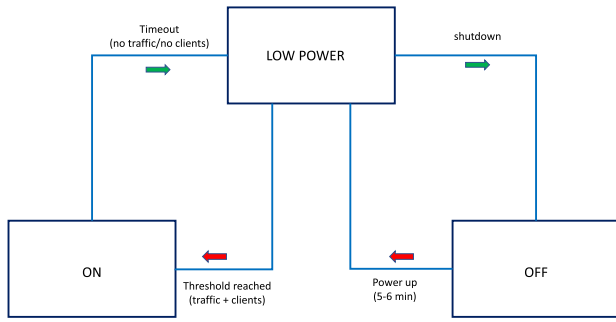 Timeout
(no traffic/no clients)
LOW POWER
shutdown
ON
Threshold reached
(traffic + clients)
Power up
(5-6 min)
OFF